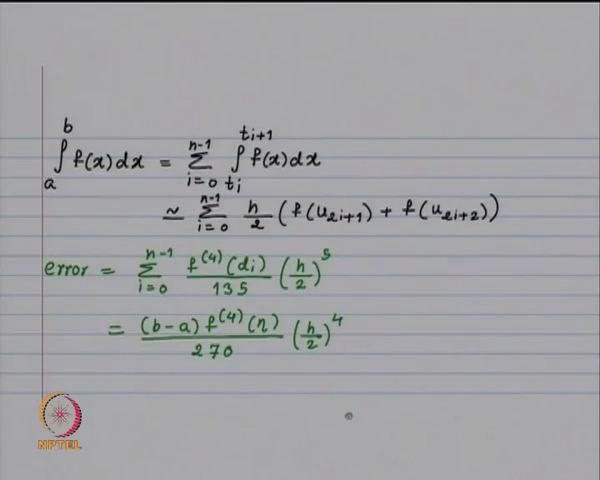 ∫_a^b f(x)dx = Σ_{i=0}^{n-1} ∫_{t_i}^{t_{i+1}} f(x)dx
≃ Σ_{i=0}^{n-1} h/2 (f(u_{2i+1}) + f(u_{2i+2}))
error = Σ_{i=0}^{n-1} f^{(4)}(d_i)/135 (h/2)^5
= (b-a) f^{(4)}(η)/270 (h/2)^4
NPTEL